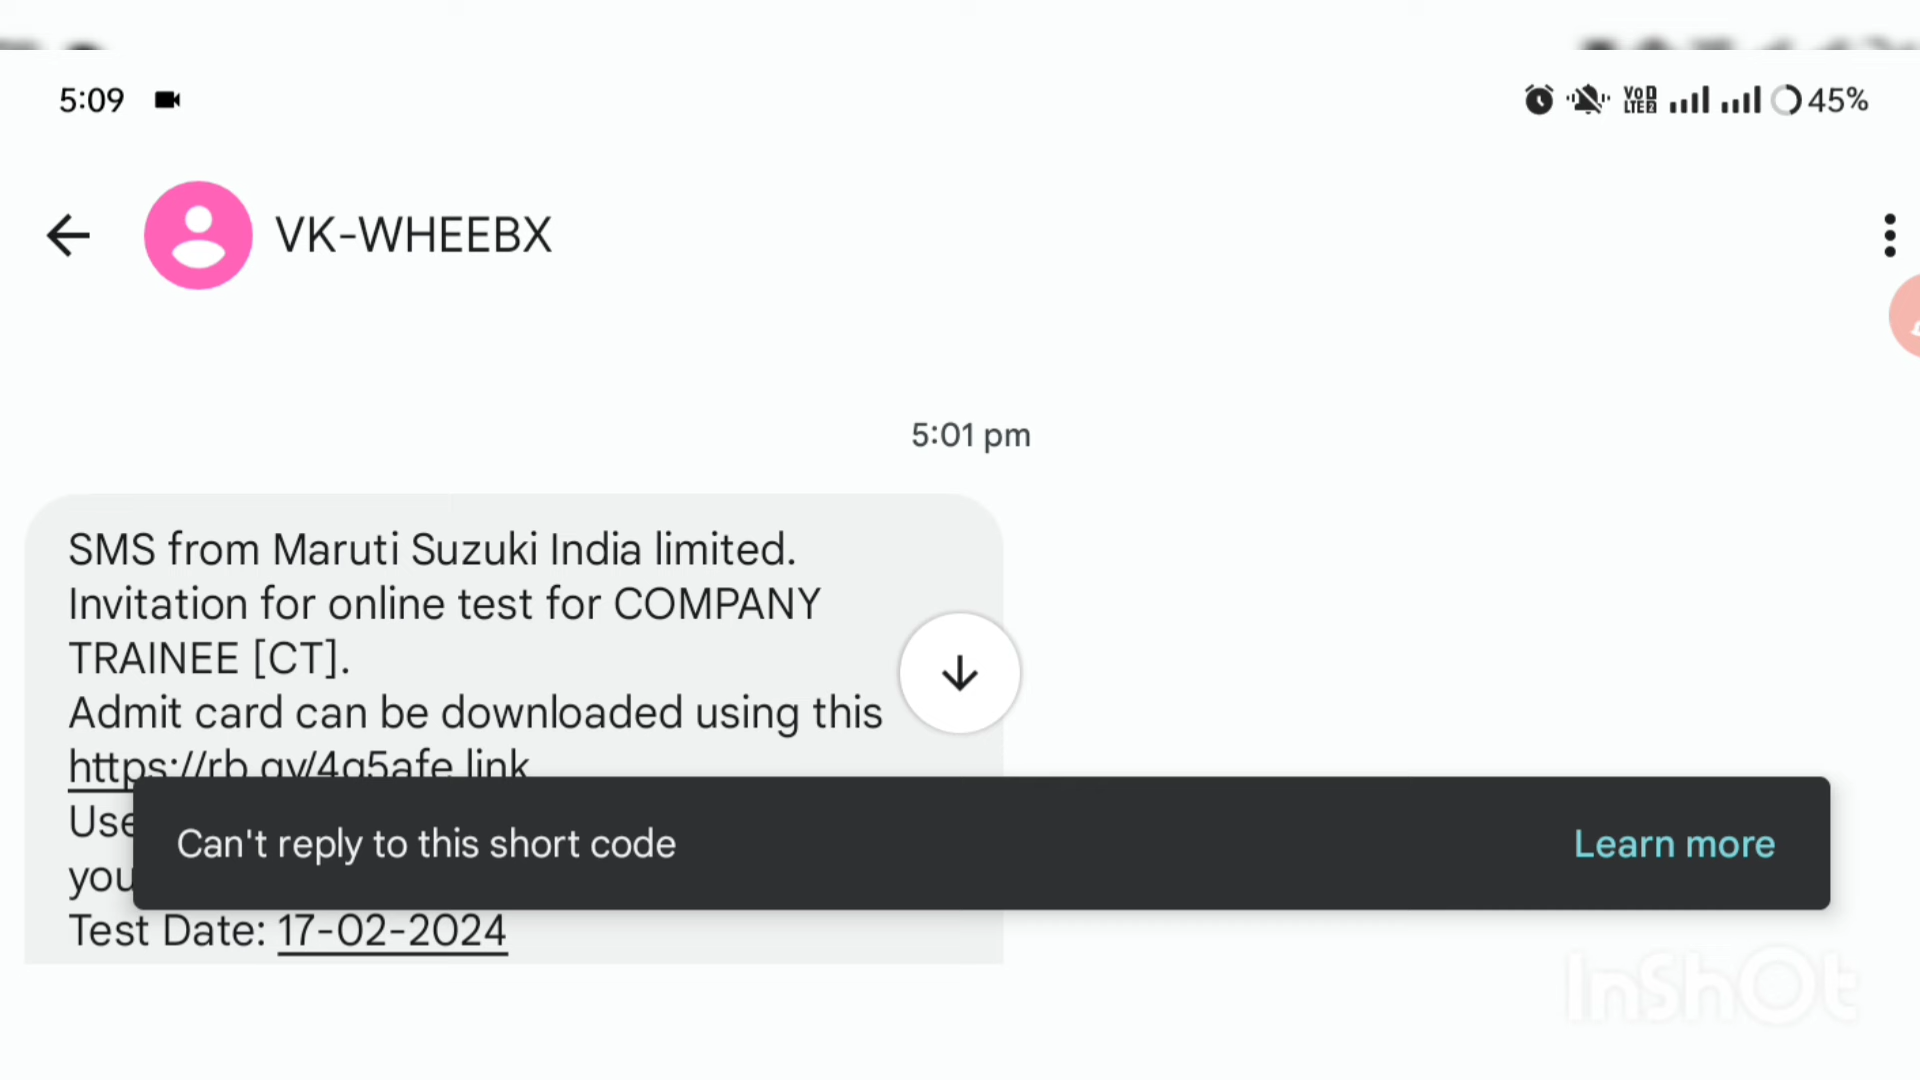 5:09
VoD LTE2 45%
VK-WHEEBX
5:01 pm
SMS from Maruti Suzuki India limited.
Invitation for online test for COMPANY
TRAINEE [CT].
Admit card can be downloaded using this
https://rb.gy/4g5afe link
Use
you
Can't reply to this short code
Learn more
Test Date: 17-02-2024
InShOt